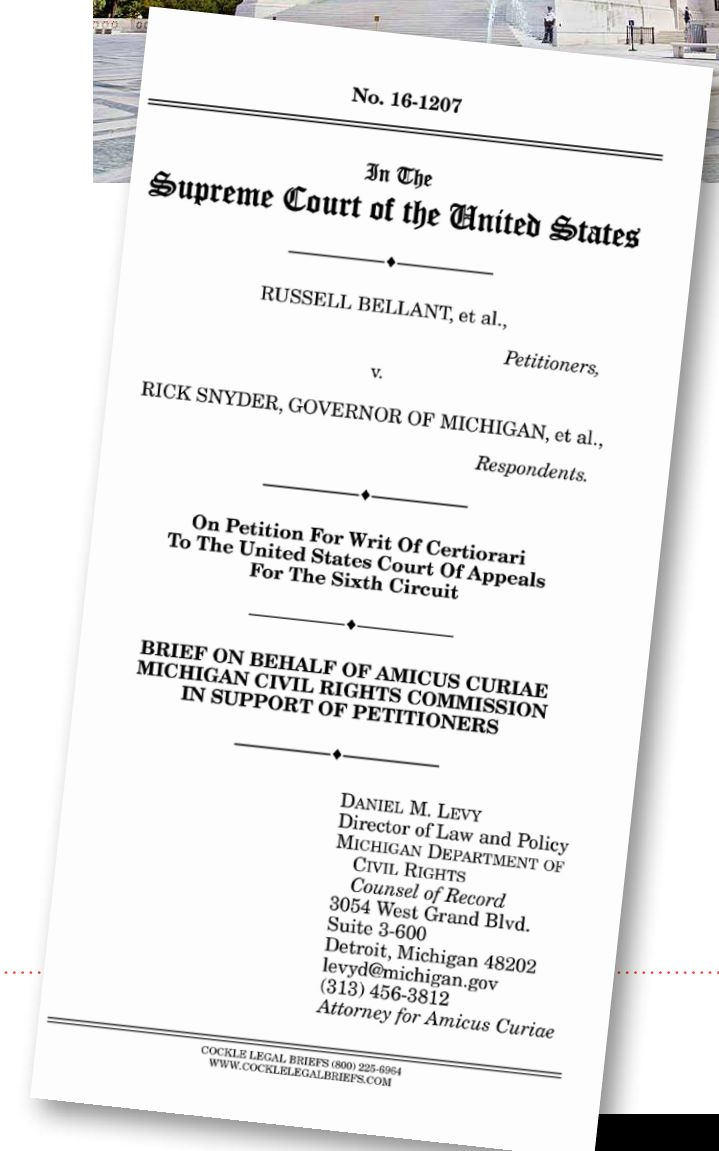 No. 16-1207
In The
Supreme Court of the United States
RUSSELL BELLANT, et al.,
Petitioners,
v.
RICK SNYDER, GOVERNOR OF MICHIGAN, et al.,
Respondents.
On Petition For Writ Of Certiorari
To The United States Court Of Appeals
For The Sixth Circuit
BRIEF ON BEHALF OF AMICUS CURIAE
MICHIGAN CIVIL RIGHTS COMMISSION
IN SUPPORT OF PETITIONERS
DANIEL M. LEVY
Director of Law and Policy
MICHIGAN DEPARTMENT OF
CIVIL RIGHTS
Counsel of Record
3054 West Grand Blvd.
Suite 3-600
Detroit, Michigan 48202
levyd@michigan.gov
(313) 456-3812
Attorney for Amicus Curiae
COCKLE LEGAL BRIEFS (800) 225-6964
WWW.COCKLELEGALBRIEFS.COM